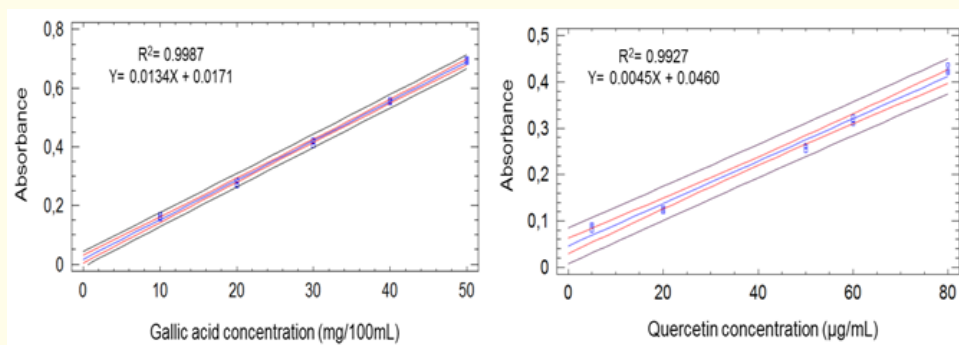 0,8
R²= 0.9987
Y= 0.0134X + 0.0171
0,6
Absorbance
0,4
0,2
0
0 10 20 30 40 50
Gallic acid concentration (mg/100mL)
0,5
R²= 0.9927
Y= 0.0045X + 0.0460
0,4
Absorbance
0,3
0,2
0,1
0
0 20 40 60 80
Quercetin concentration (µg/mL)